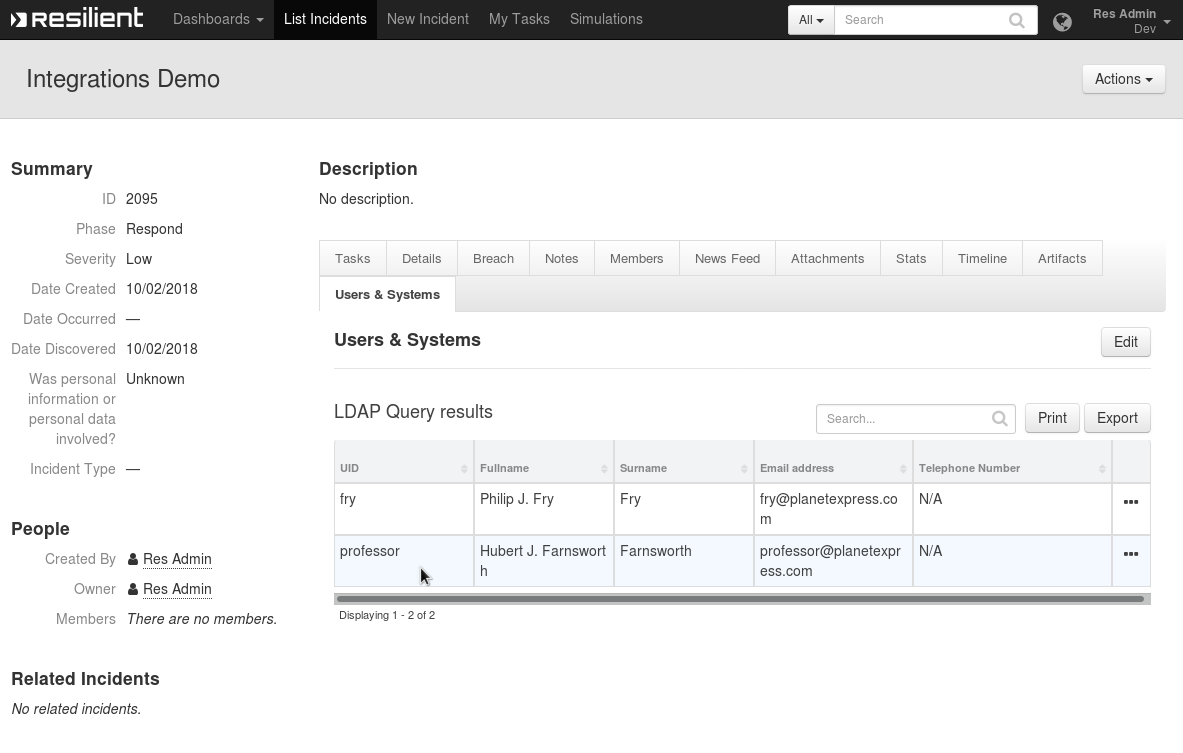 resilient Dashboards List Incidents New Incident My Tasks Simulations All Search Res Admin
Dev
Integrations Demo Actions
Summary
ID 2095
Phase Respond
Severity Low
Date Created 10/02/2018
Date Occurred —
Date Discovered 10/02/2018
Was personal Unknown
information or
personal data
involved?
Incident Type —
People
Created By Res Admin
Owner Res Admin
Members There are no members.
Related Incidents
No related incidents.
Description
No description.
Tasks Details Breach Notes Members News Feed Attachments Stats Timeline Artifacts
Users & Systems
Users & Systems Edit
LDAP Query results Search... Print Export
UID Fullname Surname Email address Telephone Number
fry Philip J. Fry Fry fry@planetexpress.co N/A
m
professor Hubert J. Farnswort Farnsworth professor@planetexpr N/A
h ess.com
Displaying 1 - 2 of 2